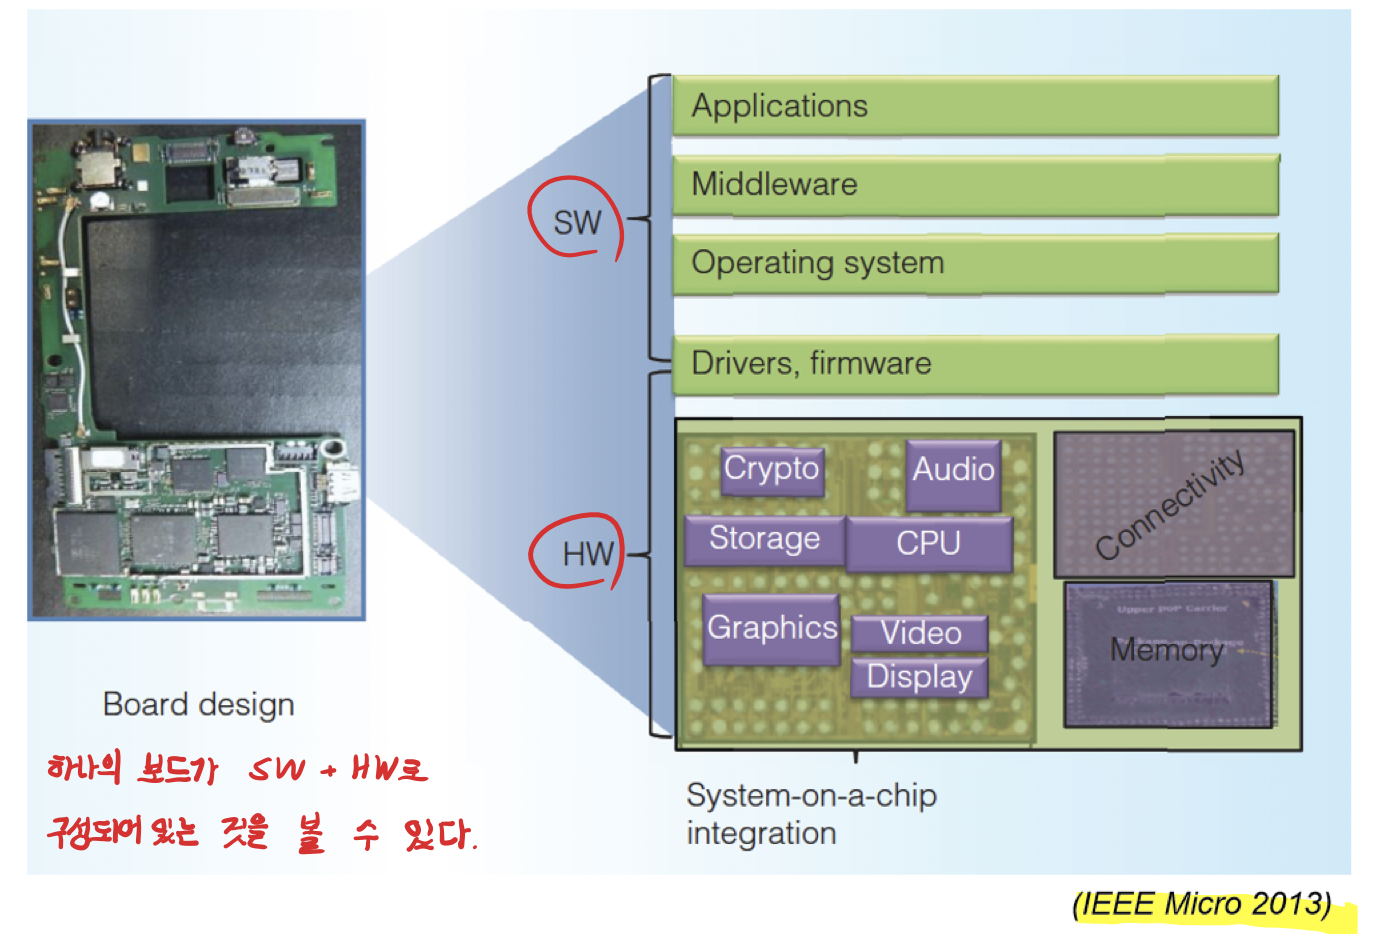 Applications
Middleware
SW
Operating system
Drivers, firmware
Crypto
Audio
Connectivity
Storage
CPU
HW
Graphics
Video
Display
Upper PoP Carrier
Memory
Board design
하나의 보드가 SW + HW로
구성되어 있는 것을 볼 수 있다.
System-on-a-chip
integration
(IEEE Micro 2013)